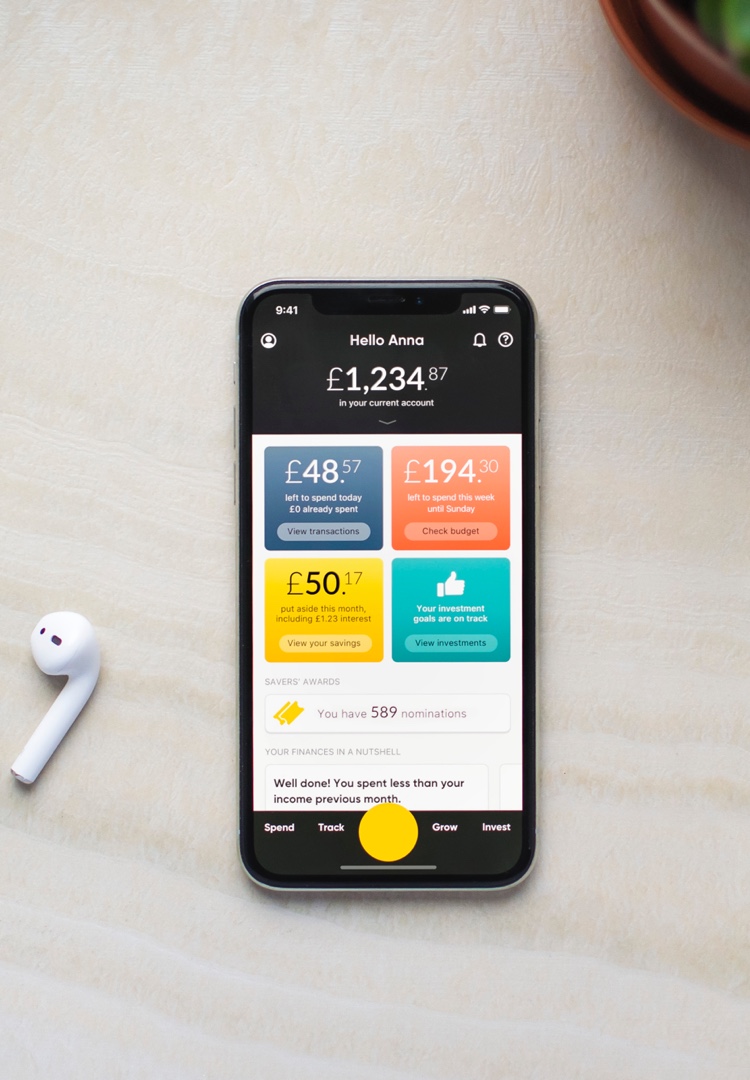 9:41
Hello Anna
£1,234.87
in your current account
£48.57
left to spend today
£0 already spent
View transactions
£194.30
left to spend this week
until Sunday
Check budget
£50.17
put aside this month,
including £1.23 interest
View your savings
Your investment
goals are on track
View investments
SAVERS' AWARDS
You have 589 nominations
YOUR FINANCES IN A NUTSHELL
Well done! You spent less than your
income previous month.
Spend Track Grow Invest